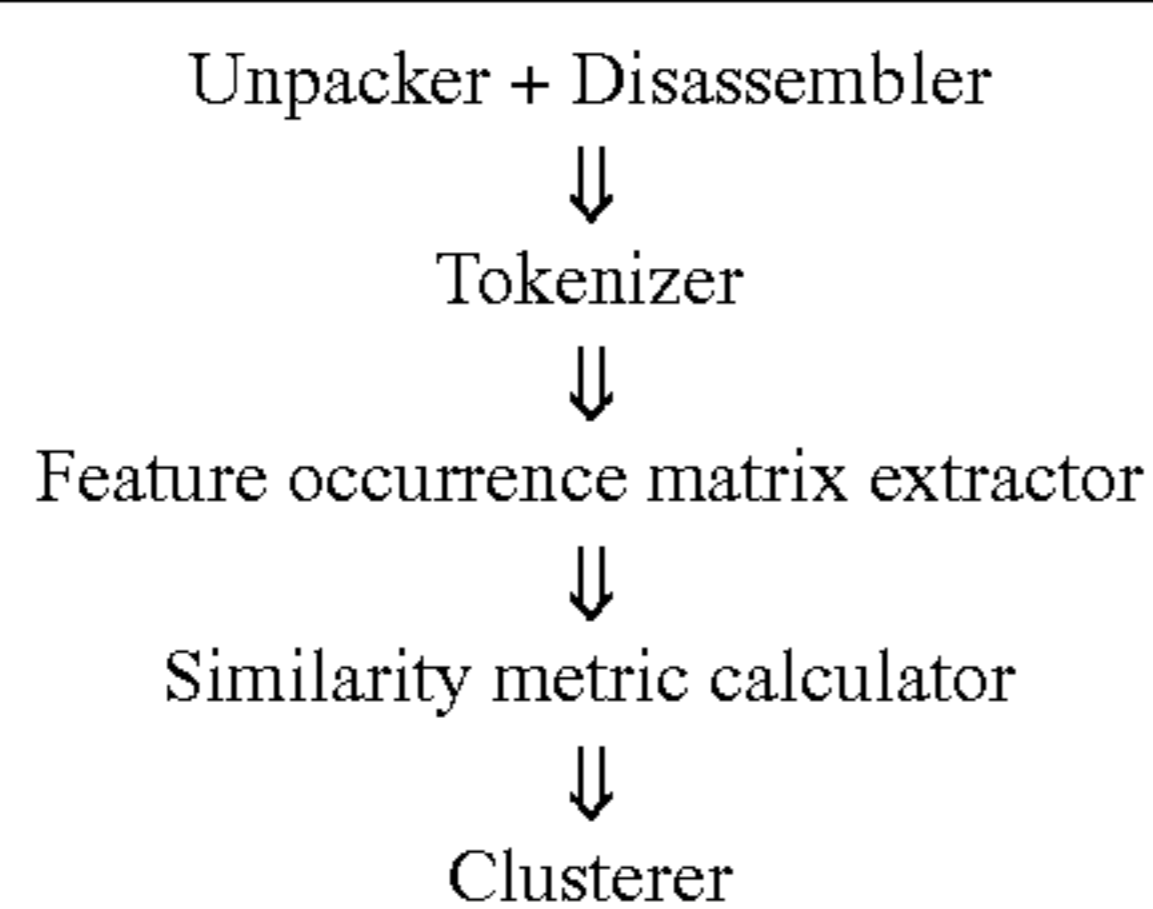 Unpacker + Disassembler
⇓
Tokenizer
⇓
Feature occurrence matrix extractor
⇓
Similarity metric calculator
⇓
Clusterer